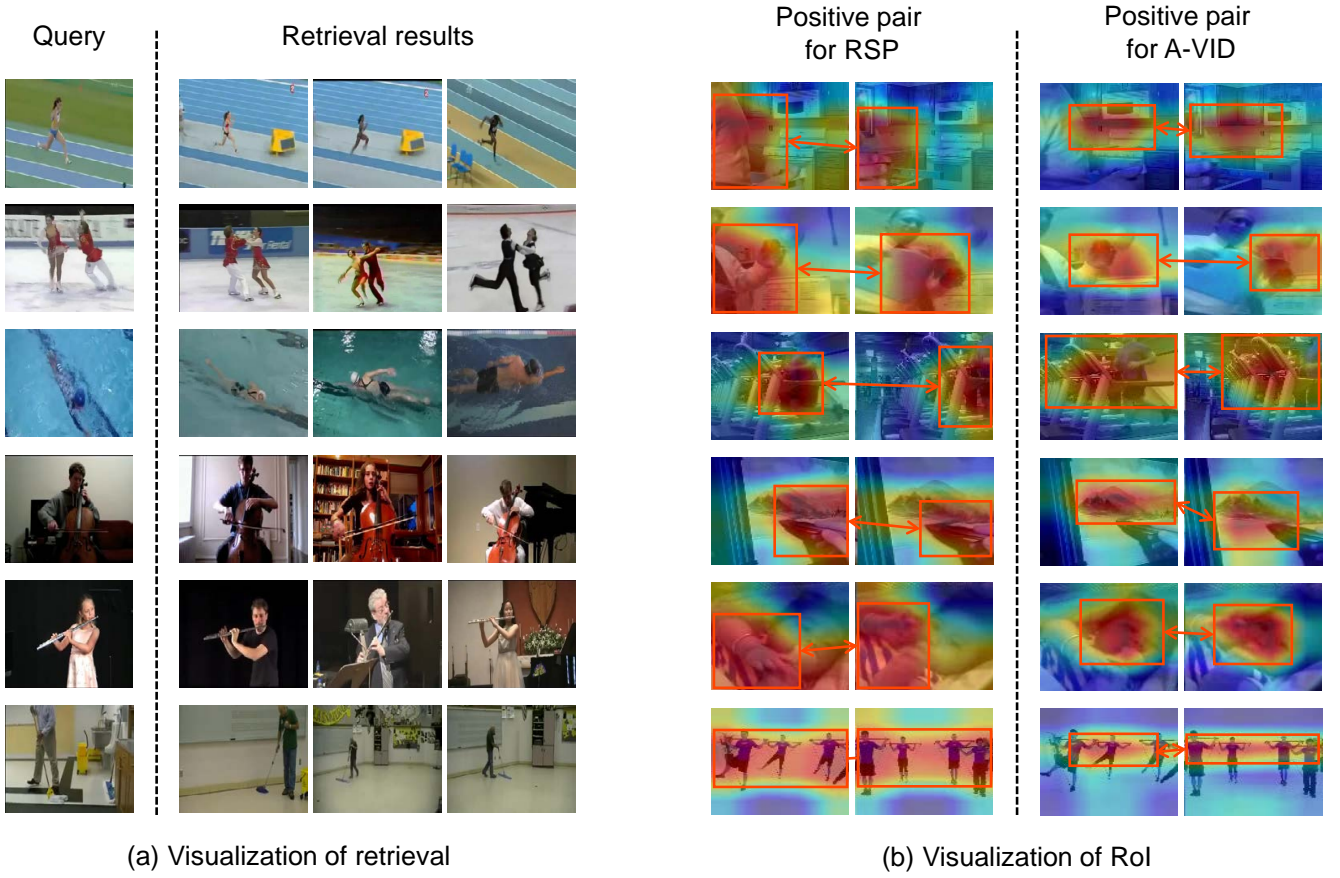 Query
Retrieval results
Positive pair
for RSP
Positive pair
for A-VID
(a) Visualization of retrieval
(b) Visualization of RoI